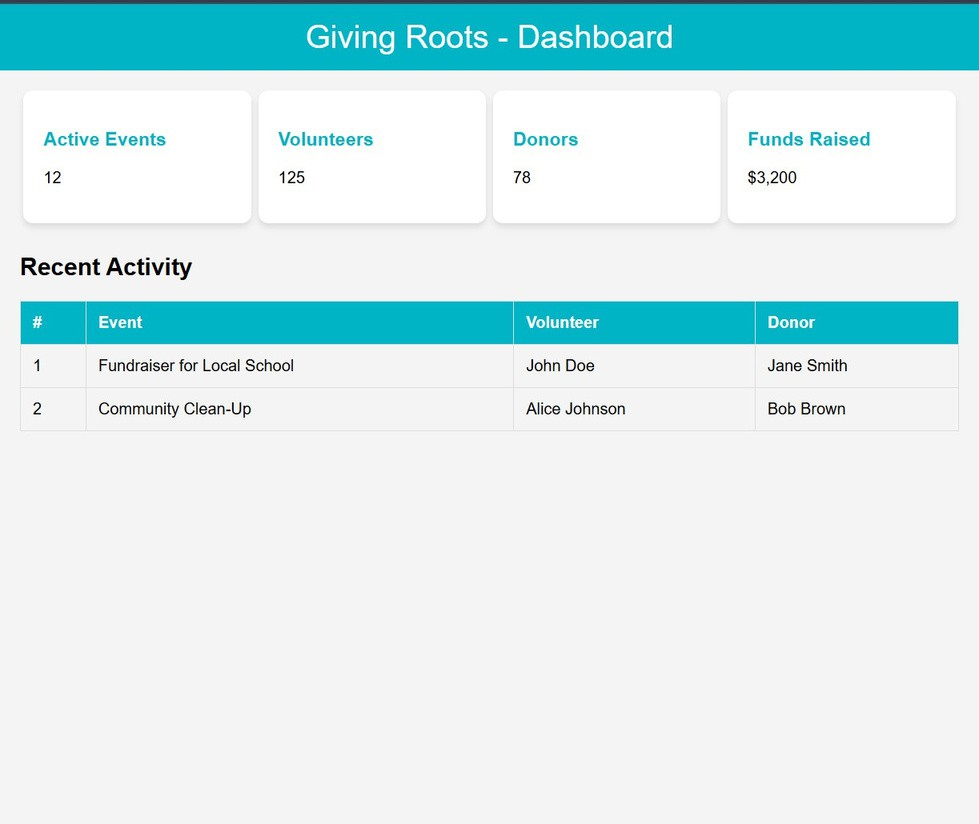 Giving Roots - Dashboard
Active Events Volunteers Donors Funds Raised
12 125 78 $3,200
Recent Activity
# Event Volunteer Donor
1 Fundraiser for Local School John Doe Jane Smith
2 Community Clean-Up Alice Johnson Bob Brown